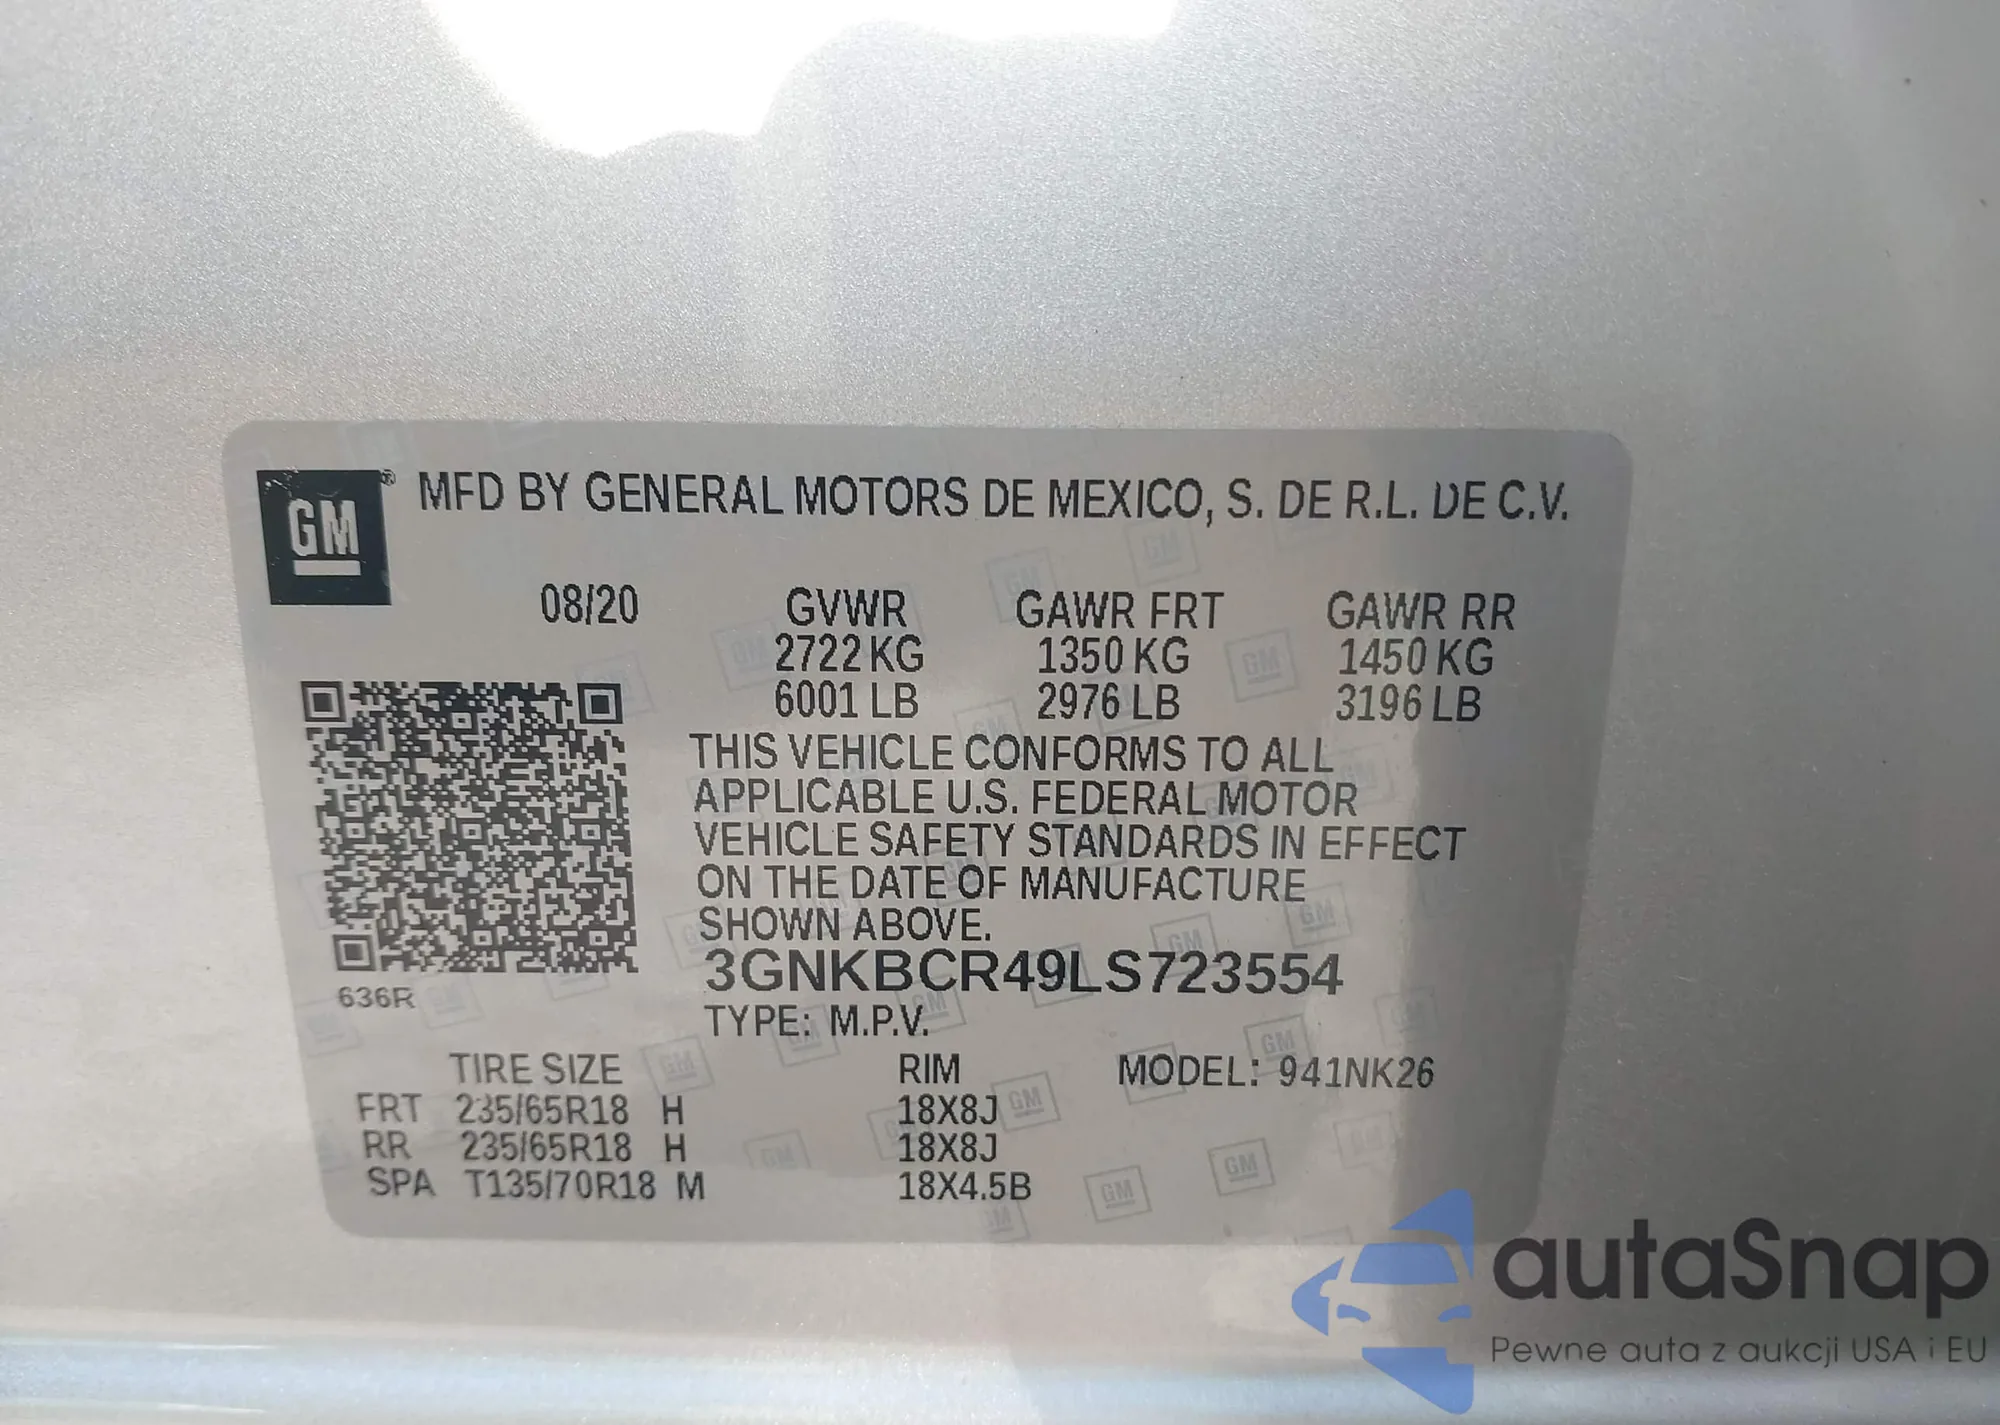 GM® MFD BY GENERAL MOTORS DE MEXICO, S. DE R.L. DE C.V.
08/20 GVWR GAWR FRT GAWR RR
2722 KG 1350 KG 1450 KG
6001 LB 2976 LB 3196 LB
THIS VEHICLE CONFORMS TO ALL
APPLICABLE U.S. FEDERAL MOTOR
VEHICLE SAFETY STANDARDS IN EFFECT
ON THE DATE OF MANUFACTURE
SHOWN ABOVE.
3GNKBCR49LS723554
636R
TYPE: M.P.V.
TIRE SIZE RIM MODEL: 941NK26
FRT 235/65R18 H 18X8J
RR 235/65R18 H 18X8J
SPA T135/70R18 M 18X4.5B
autaSnap
Pewne auta z aukcji USA i EU